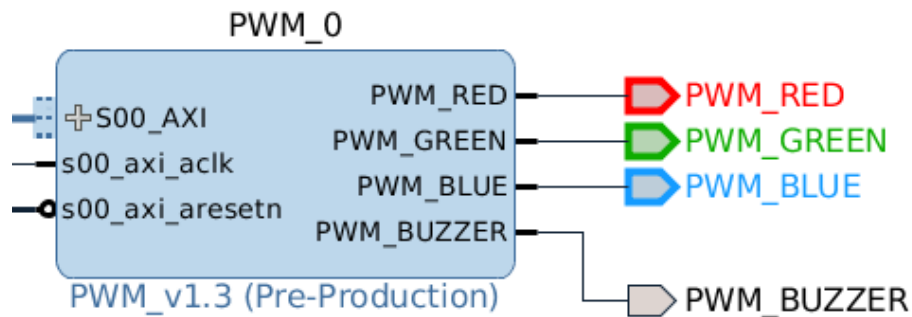 PWM_0
S00_AXI
s00_axi_aclk
s00_axi_aresetn
PWM_RED
PWM_GREEN
PWM_BLUE
PWM_BUZZER
PWM_RED
PWM_GREEN
PWM_BLUE
PWM_BUZZER
PWM_v1.3 (Pre-Production)